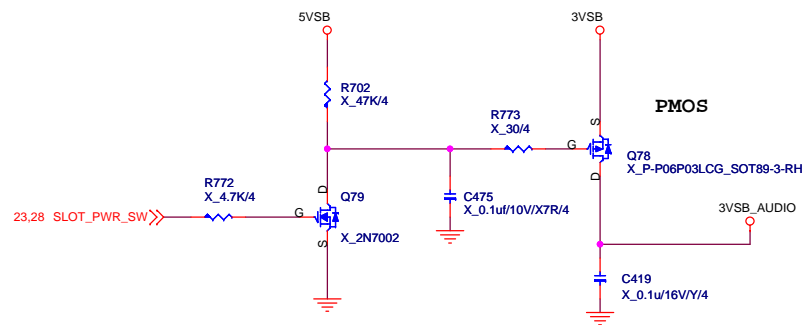 5VSB
3VSB
R702
X_47K/4
PMOS
R773
X_30/4
S
G
Q78
X_P-P06P03LCG_SOT89-3-RH
D
R772
X_4.7K/4
D
Q79
C475
X_0.1uf/10V/X7R/4
3VSB_AUDIO
23,28 SLOT_PWR_SW
G
X_2N7002
S
C419
X_0.1u/16V/Y/4